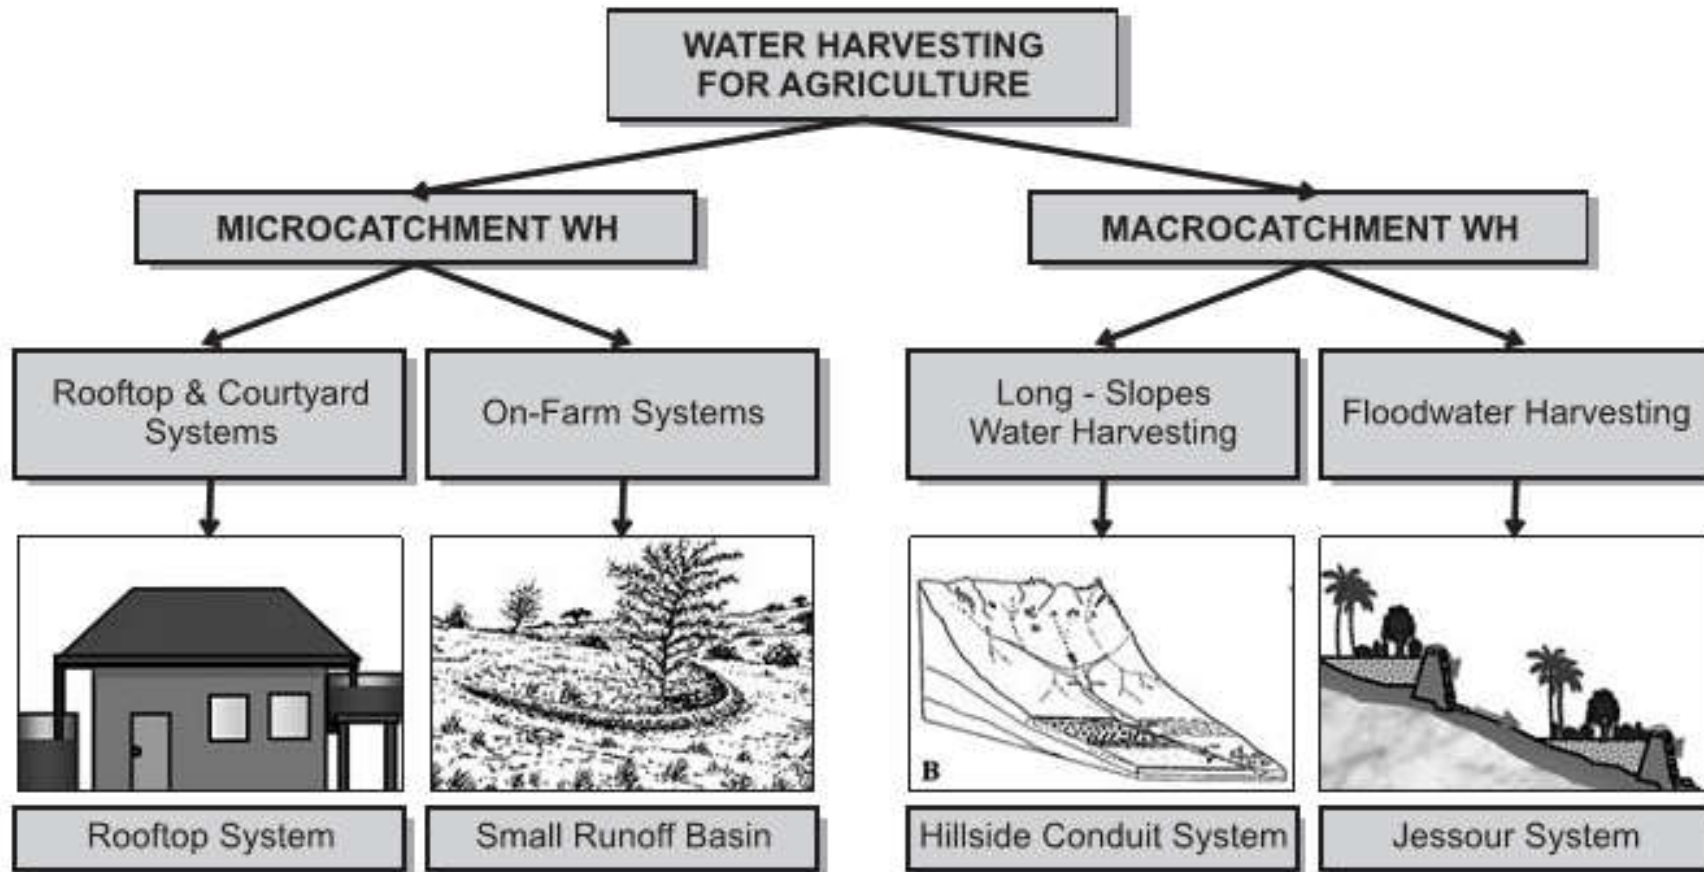 WATER HARVESTING
FOR AGRICULTURE
MICROCATCHMENT WH
MACROCATCHMENT WH
Rooftop & Courtyard
Systems
On-Farm Systems
Long - Slopes
Water Harvesting
Floodwater Harvesting
B
Rooftop System
Small Runoff Basin
Hillside Conduit System
Jessour System